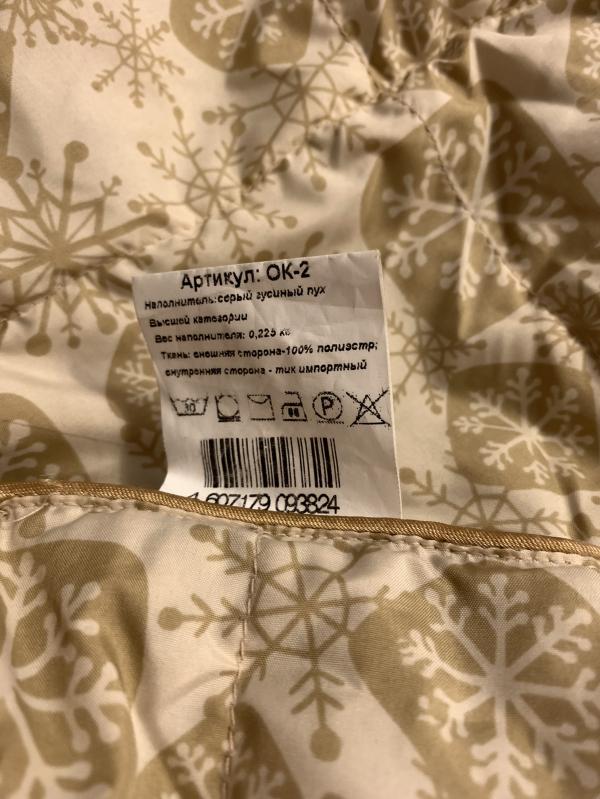 Артикул: ОК-2
Наполнитель: серый гусиный пух
Высшей категории
Вес наполнителя: 0,225 кг
Ткань: внешняя сторона-100% полиэстр;
внутренняя сторона - тик импортный
30 P
607179 093824